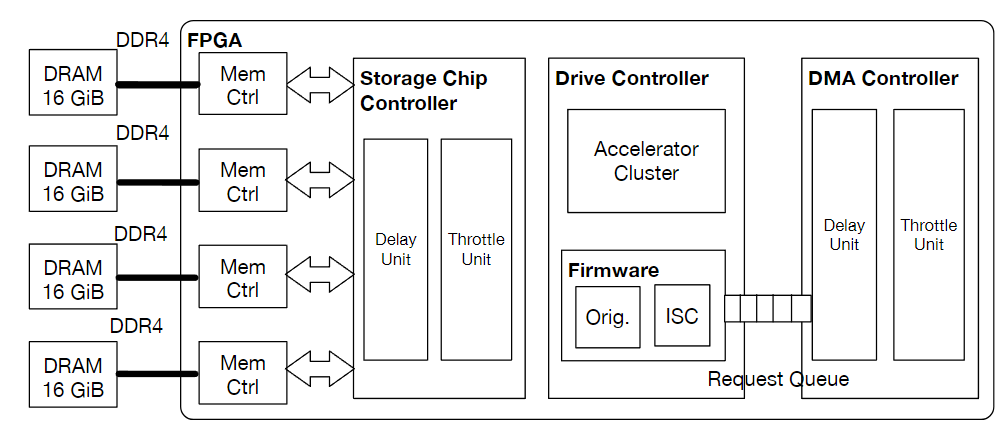 DDR4
FPGA
DRAM
16 GiB
Mem
Ctrl
DDR4
DRAM
16 GiB
Mem
Ctrl
DDR4
DRAM
16 GiB
Mem
Ctrl
DDR4
DRAM
16 GiB
Mem
Ctrl
Storage Chip
Controller
Delay
Unit
Throttle
Unit
Drive Controller
Accelerator
Cluster
Firmware
Orig.
ISC
Request Queue
DMA Controller
Delay
Unit
Throttle
Unit